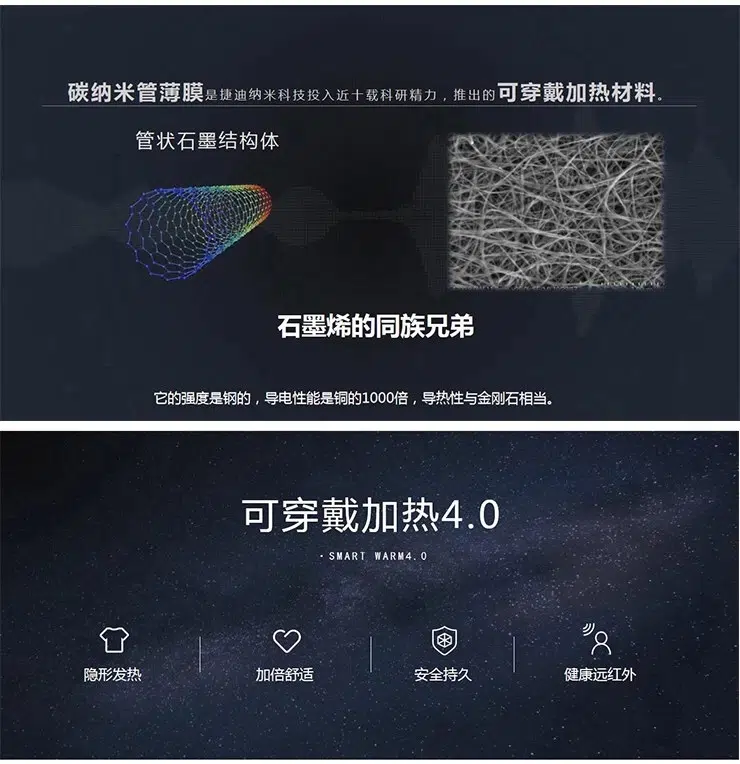 碳纳米管薄膜是捷迪纳米科技投入近十载科研精力，推出的可穿戴加热材料。
管状石墨结构体
石墨烯的同族兄弟
它的强度是钢的，导电性能是铜的1000倍，导热性与金刚石相当。
可穿戴加热4.0
·SMART WARM4.0
隐形发热
加倍舒适
安全持久
健康远红外